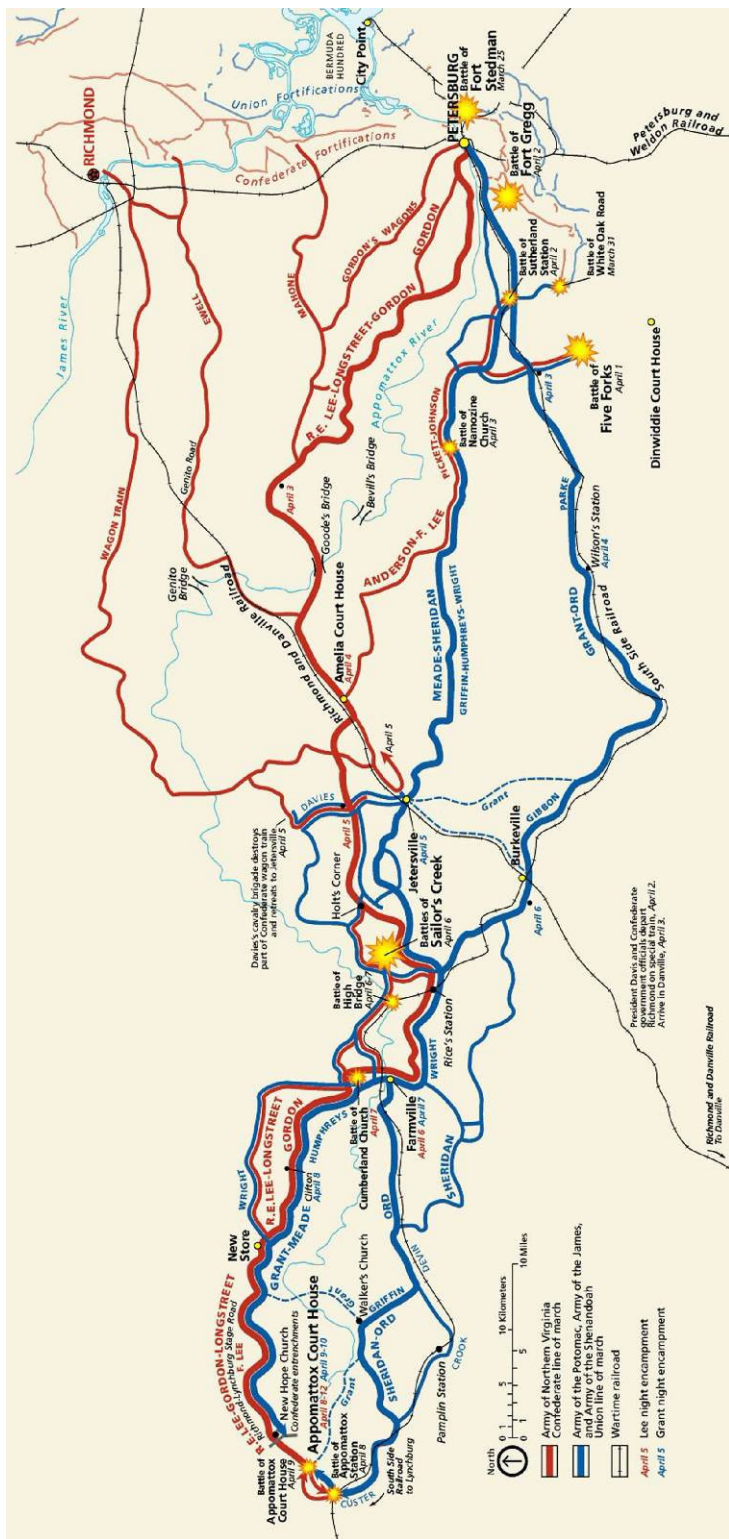 RICHMOND
James River
Union Fortifications
Confederate Fortifications
BERMUDA
HUNDRED
City Point
PETERSBURG
Battle of
Fort
Stedman
March 25
Battle of
Fort Gregg
April 2
Petersburg and
Weldon Railroad
Battle of
Sutherland
Station
April 2
Battle of
White Oak Road
March 31
Battle of
Five Forks
April 1
Dinwiddie Court House
April 3
WAGON TRAIN
EWELL
Genito Road
Genito
Bridge
MAHONE
GORDON'S WAGONS
GORDON
R.E. LEE-LONGSTREET-GORDON
Appomattox River
April 3
Goode's Bridge
Bevill's Bridge
Richmond and Danville Railroad
Amelia Court House
April 4
ANDERSON-F. LEE
PICKETT-JOHNSON
Battle of
Namozine
Church
April 3
MEADE-SHERIDAN
GRIFFIN-HUMPHREYS-WRIGHT
PARKE
Wilson's Station
April 4
GRANT-ORD
South Side Railroad
Grant
GIBBON
Burkeville
April 6
April 5
DAVIES
April 5
Davies's cavalry brigade destroys
part of Confederate wagon train
and retreats to Jetersville
April 5
Jetersville
April 5
Holt's Corner
Battles of
Sailor's Creek
April 6
Battle of
High
Bridge
April 6-7
Rice's Station
WRIGHT
President Davis and Confederate
government officials depart
Richmond on special train, April 2.
Arrive in Danville, April 3.
Richmond and Danville Railroad
To Danville
Battle of
Cumberland Church
April 7
Farmville
April 6 April 7
SHERIDAN
ORD
DEVIN
WRIGHT
R.E.LEE-LONGSTREET
GORDON
HUMPHREYS
Clifton
April 8
GRANT-MEADE
New
Store
Grant
Walker's Church
GRIFFIN
SHERIDAN-ORD
Pamplin Station
CROOK
R.E.LEE-GORDON-LONGSTREET
F. LEE
Richmond-Lynchburg Stage Road
New Hope Church
Confederate entrenchments
Grant
Appomattox Court House
April 8-12 April 9-10
Battle of
Appomattox
Court House
April 9
Battle of
Appomattox
Station
April 8
CUSTER
South Side
Railroad
to Lynchburg
North
0 1 5 10 Kilometers
0 1 5 10 Miles
Army of Northern Virginia
Confederate line of march
Army of the Potomac, Army of the James,
and Army of the Shenandoah
Union line of march
Wartime railroad
April 5 Lee night encampment
April 5 Grant night encampment